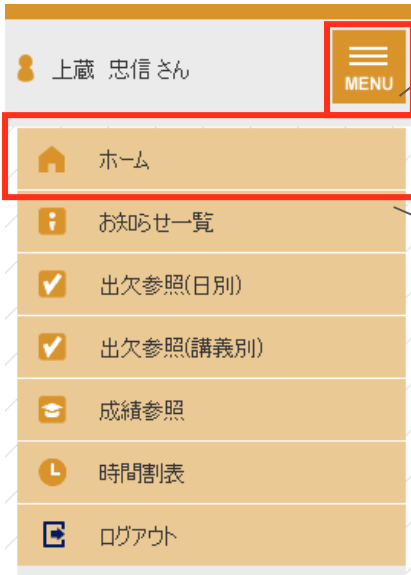 上蔵 忠信さん
MENU
ホーム
お知らせ一覧
出欠参照(日別)
出欠参照(講義別)
成績参照
時間割表
ログアウト